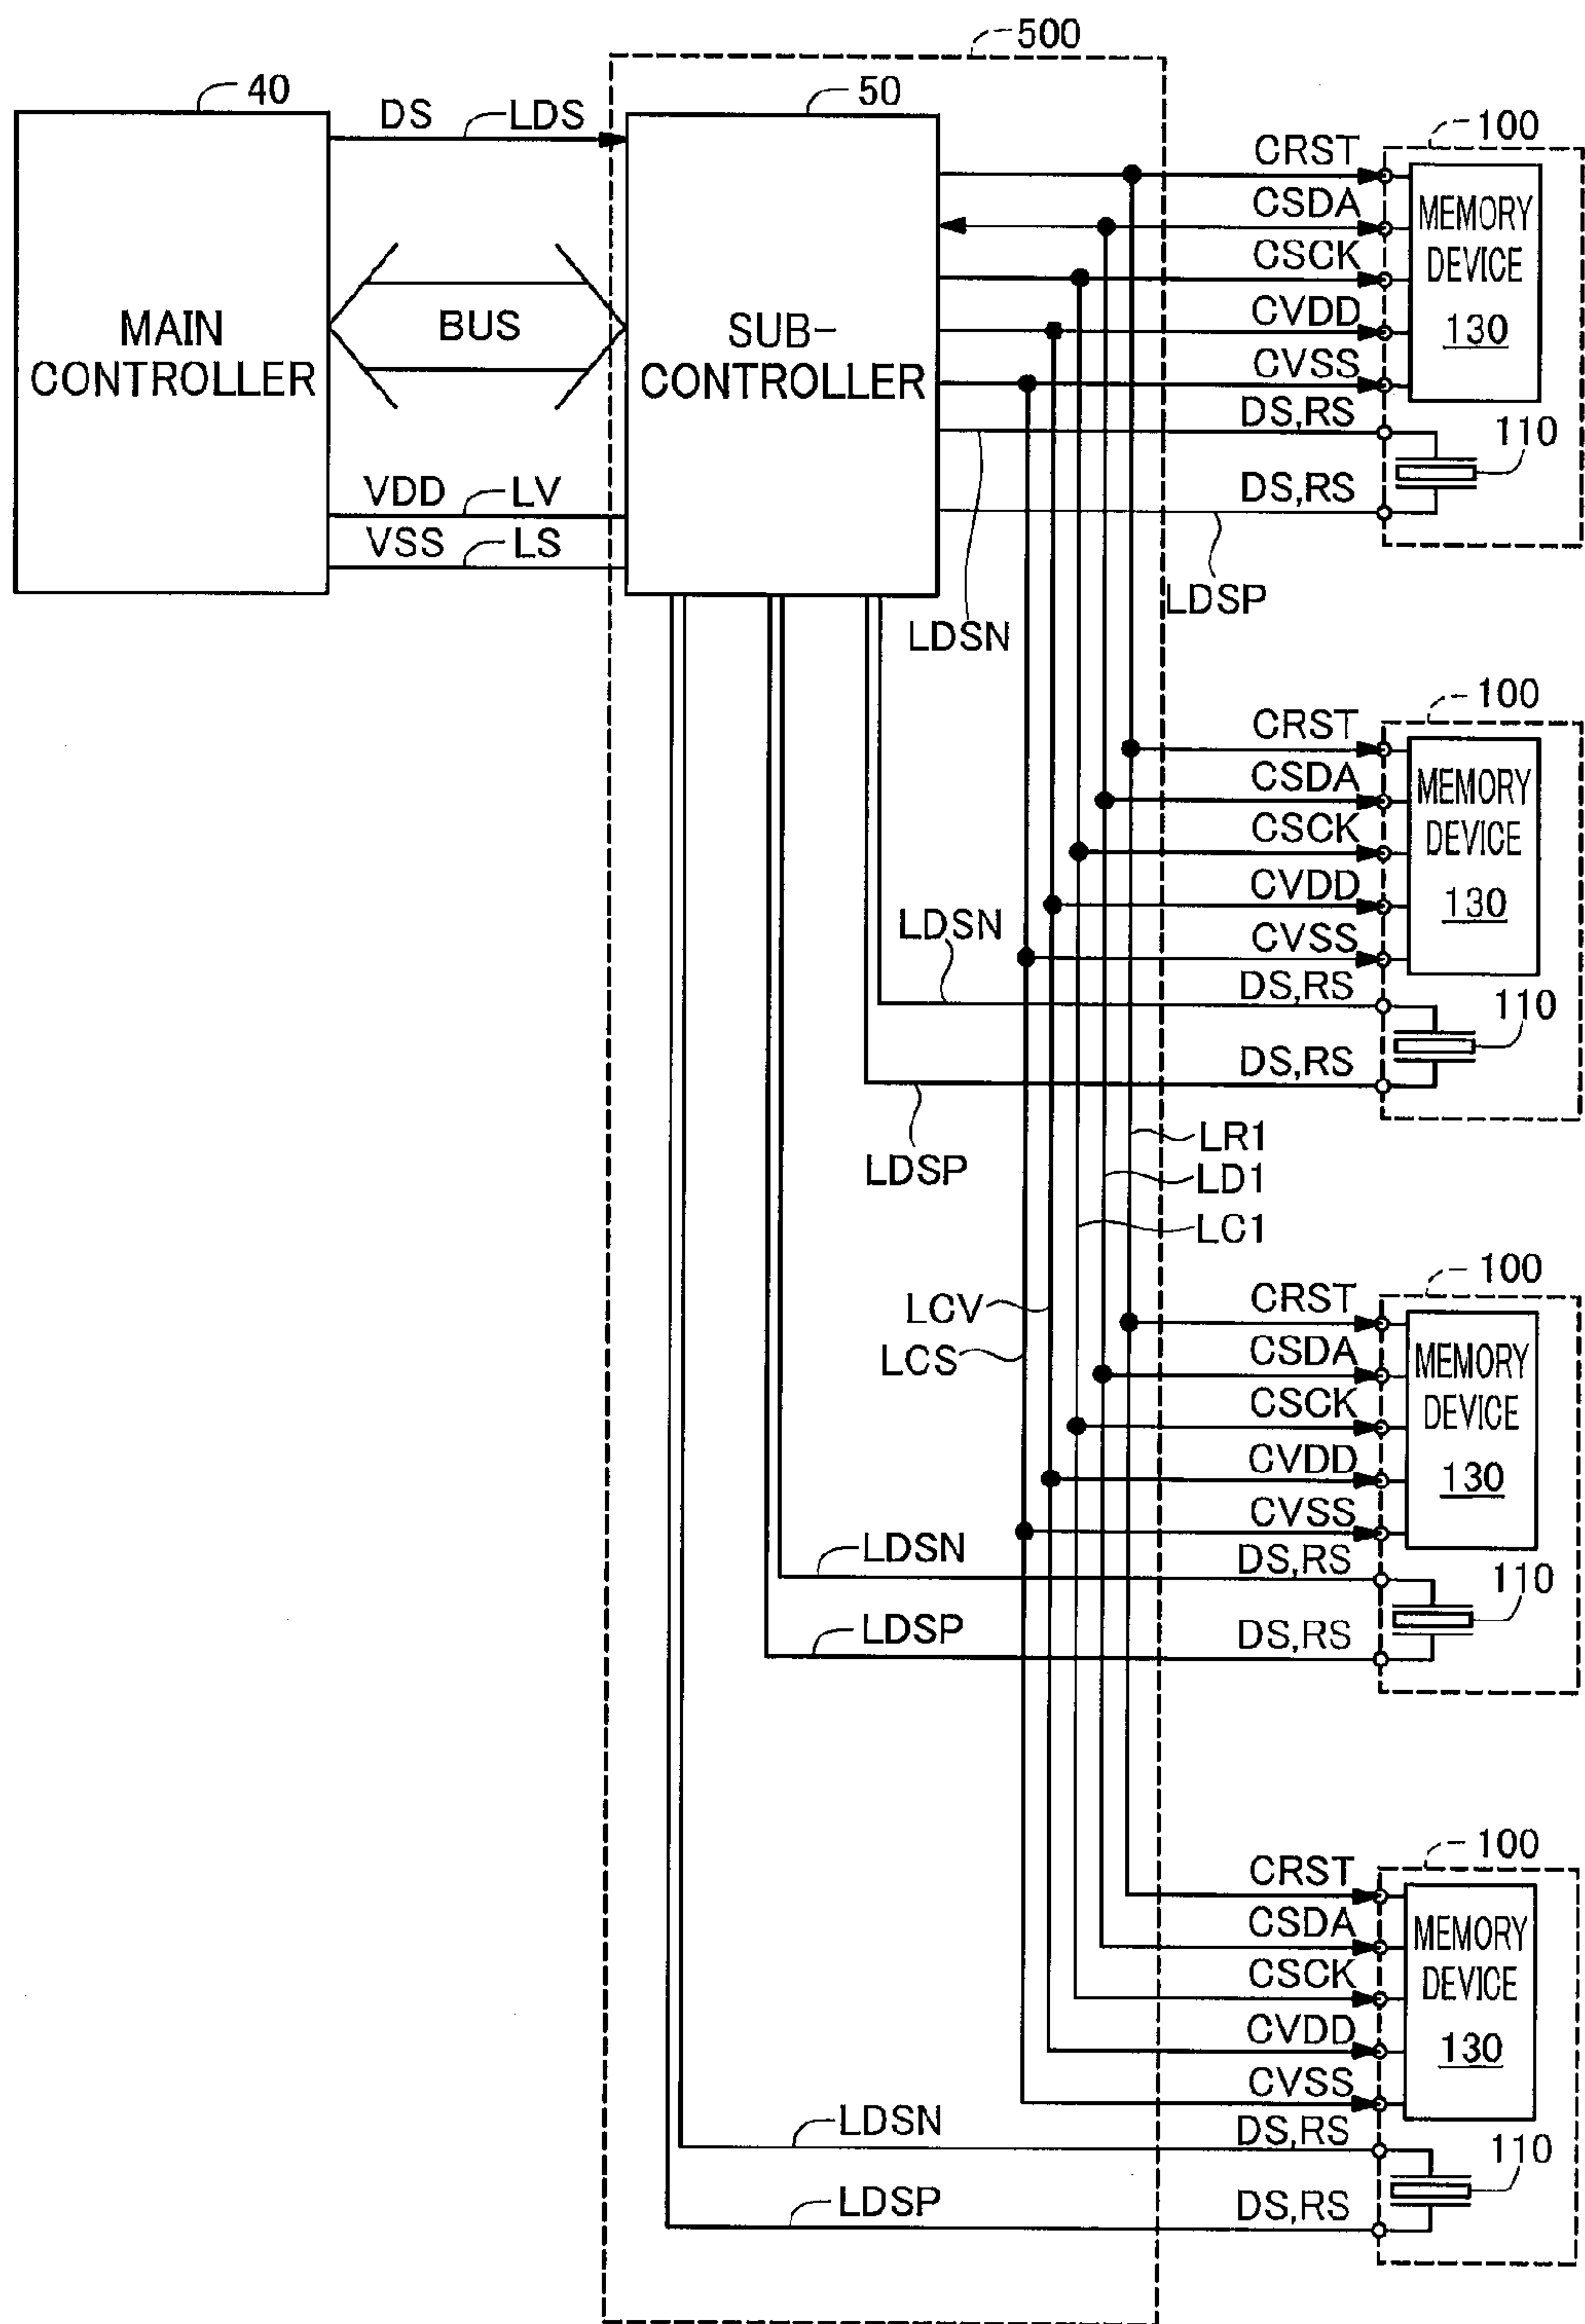 500
40
50
DS
LDS
MAIN
CONTROLLER
BUS
SUB-
CONTROLLER
VDD
LV
VSS
LS
CRST
CSDA
CSCK
CVDD
CVSS
DS,RS
DS,RS
100
MEMORY
DEVICE
130
110
LDSN
LDSP
CRST
CSDA
CSCK
CVDD
CVSS
DS,RS
DS,RS
100
MEMORY
DEVICE
130
110
LDSN
LDSP
LR1
LD1
LC1
LCV
LCS
CRST
CSDA
CSCK
CVDD
CVSS
DS,RS
DS,RS
100
MEMORY
DEVICE
130
110
LDSN
LDSP
CRST
CSDA
CSCK
CVDD
CVSS
DS,RS
DS,RS
100
MEMORY
DEVICE
130
110
LDSN
LDSP